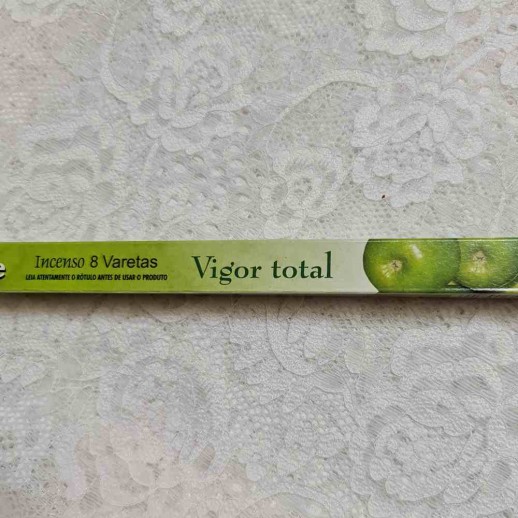 e
Incenso 8 Varetas
LEIA ATENTAMENTE O RÓTULO ANTES DE USAR O PRODUTO
Vigor total